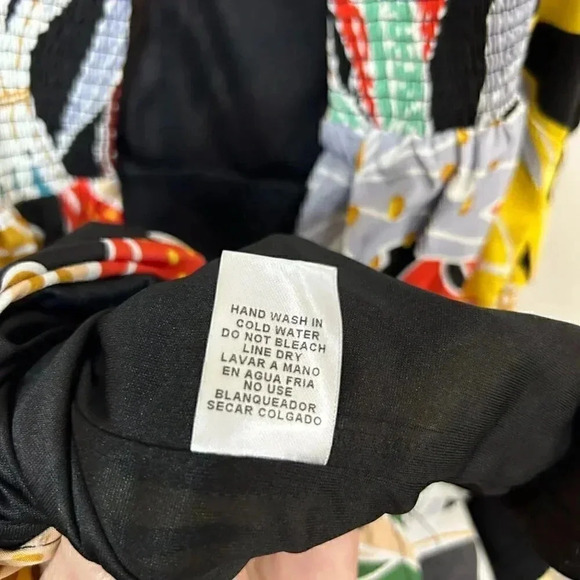 HAND WASH IN
COLD WATER
DO NOT BLEACH
LINE DRY
LAVAR A MANO
EN AGUA FRIA
NO USE
BLANQUEADOR
SECAR COLGADO